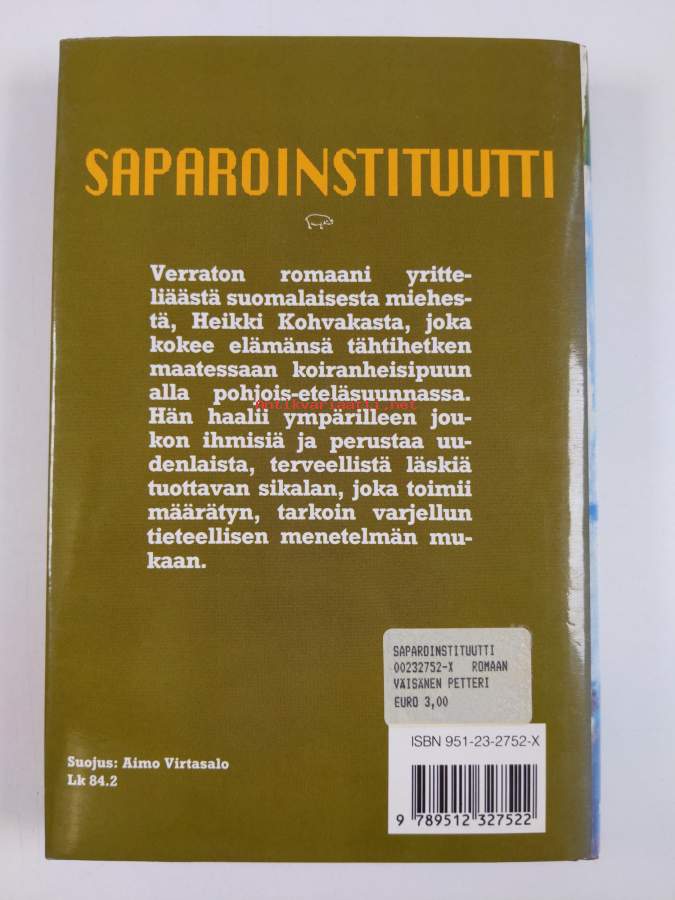 SAPAROINSTITUUTTI
Verraton romaani yritte-
liäästä suomalaisesta miehes-
tä, Heikki Kohvakasta, joka
kokee elämänsä tähtihetken
maatessaan koiranheisipuun
alla pohjois-eteläsuunnassa.
Antikvariaatti.net
Hän haalii ympärilleen jou-
kon ihmisiä ja perustaa uu-
denlaista, terveellistä läskiä
tuottavan sikalan, joka toimii
määrätyn, tarkoin varjellun
tieteellisen menetelmän mu-
kaan.
SAPAROINSTITUUTTI
00232752-X ROMAAN
VÄISÄNEN PETTERI
EURO 3,00
ISBN 951-23-2752-X
9 789512 327522
Suojus: Aimo Virtasalo
Lk 84.2